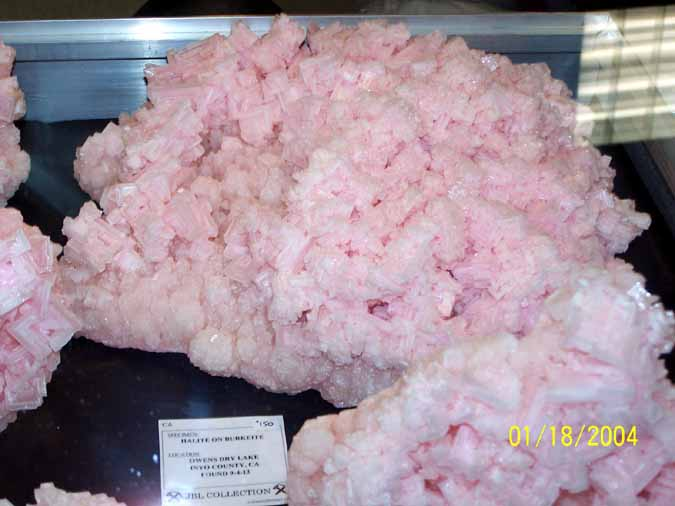 CA $150
SPECIMEN:
HALITE ON BURKEITE
LOCATION:
OWENS DRY LAKE
INYO COUNTY, CA
FOUND 9-4-13
JBL COLLECTION
01/18/2004